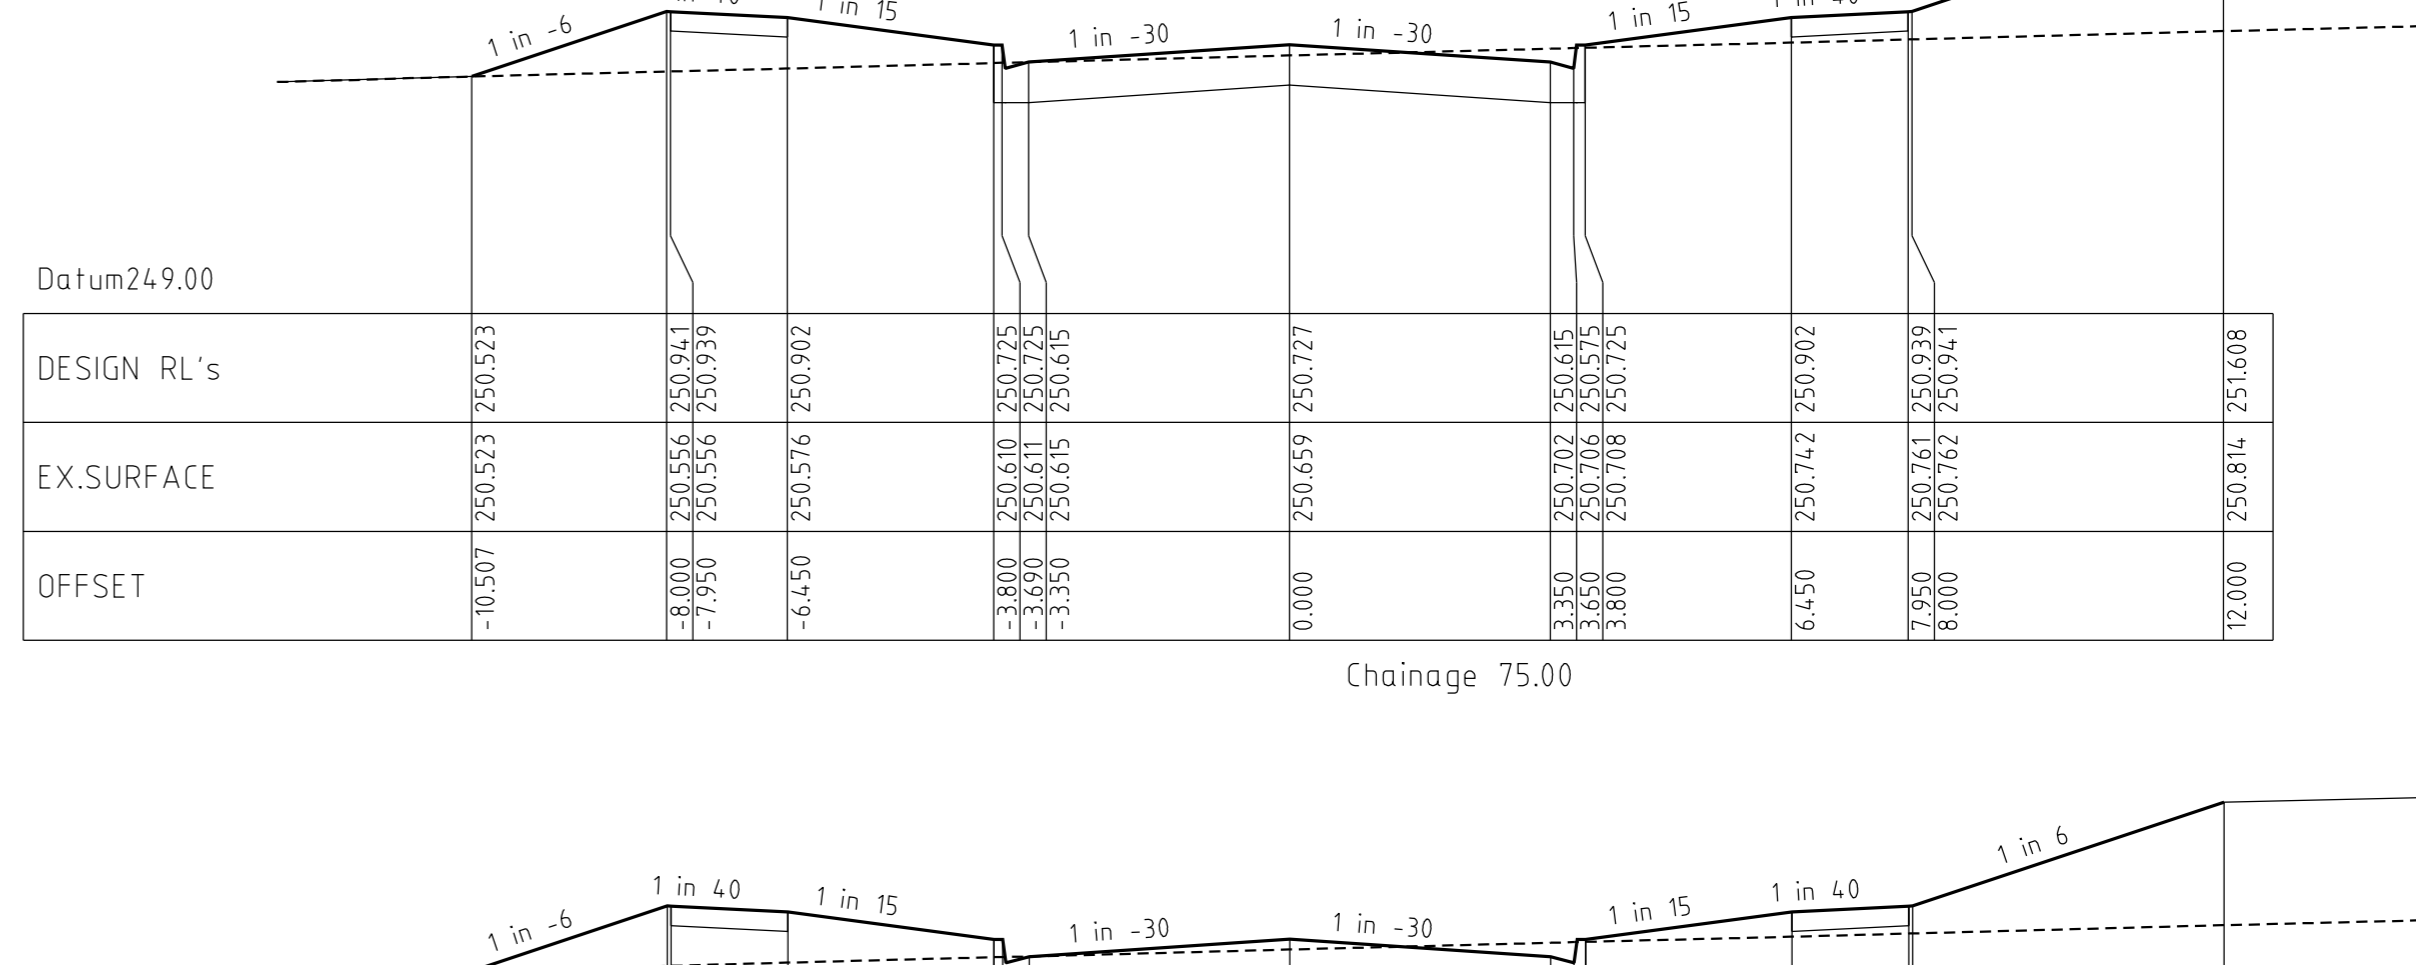 1 in 15
1 in 15
1 in -6
1 in -30
1 in -30
Datum249.00
DESIGN RL's 250.523 250.941 250.939 250.902 250.725 250.725 250.615 250.727 250.615 250.575 250.725 250.902 250.939 250.941 251.608
EX.SURFACE 250.523 250.556 250.556 250.576 250.610 250.611 250.615 250.659 250.702 250.706 250.708 250.742 250.761 250.762 250.814
OFFSET -10.507 -8.000 -7.950 -6.450 -3.800 -3.690 -3.350 0.000 3.350 3.650 3.800 6.450 7.950 8.000 12.000
Chainage 75.00
1 in 6
1 in 40
1 in 15
1 in 15
1 in 40
1 in -6
1 in -30
1 in -30